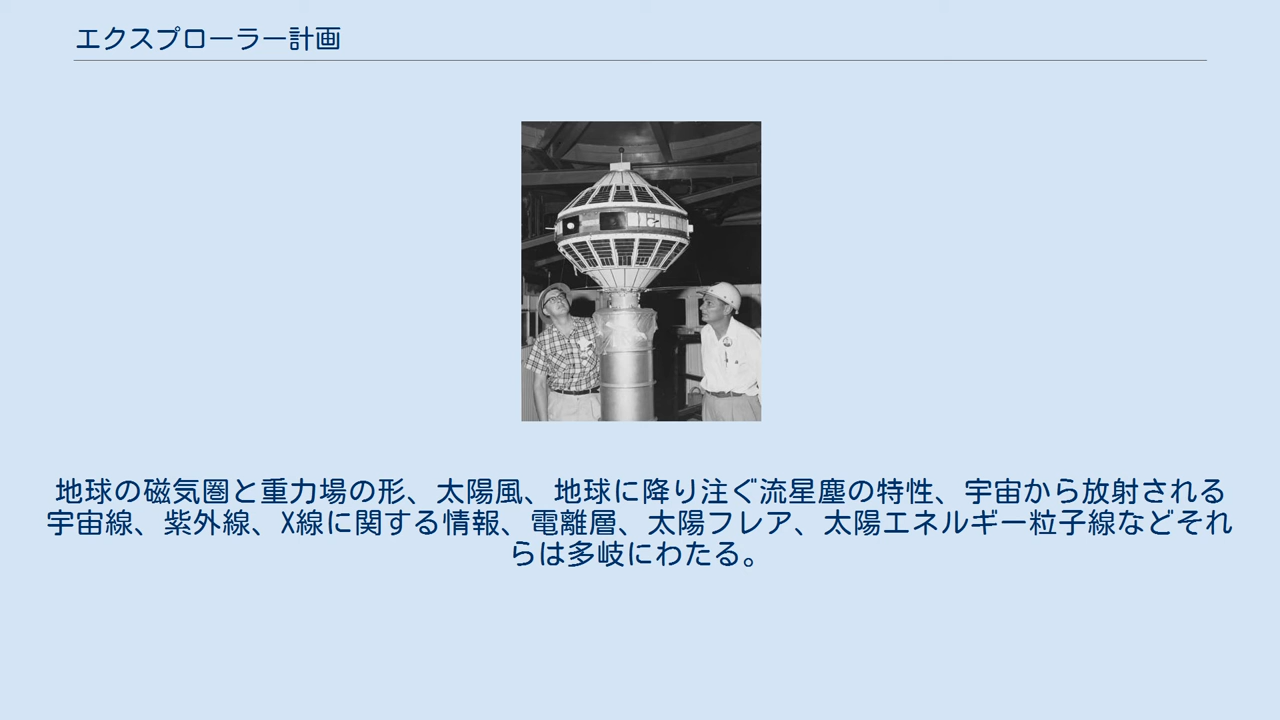 エクスプローラー計画
地球の磁気圏と重力場の形、太陽風、地球に降り注ぐ流星塵の特性、宇宙から放射される
宇宙線、紫外線、X線に関する情報、電離層、太陽フレア、太陽エネルギー粒子線などそれ
らは多岐にわたる。